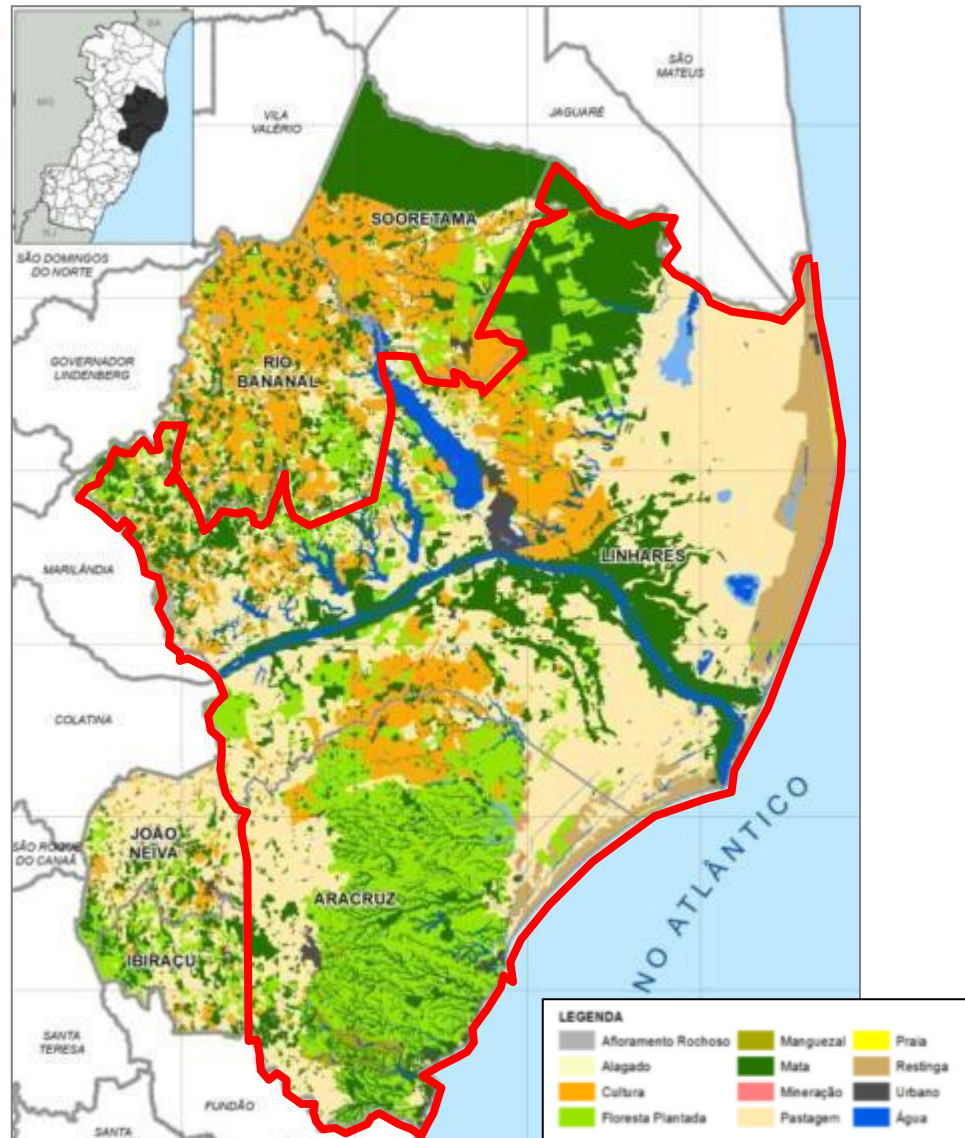 BA
MG
RJ
SÃO
MATEUS
JAGUARÉ
VILA
VALÉRIO
SOORETAMA
SÃO DOMINGOS
DO NORTE
GOVERNADOR
LINDENBERG
RIO
BANANAL
MARILÂNDIA
LINHARES
COLATINA
JOÃO
NEIVA
SÃO ROQUE
DO CANAÃ
ARACRUZ
IBIRAÇU
NO ATLÂNTICO
SANTA
TERESA
FUNDÃO
SANTA
LEGENDA
Afloramento Rochoso
Manguezal
Praia
Alagado
Mata
Restinga
Cultura
Mineração
Urbano
Floresta Plantada
Pastagem
Água